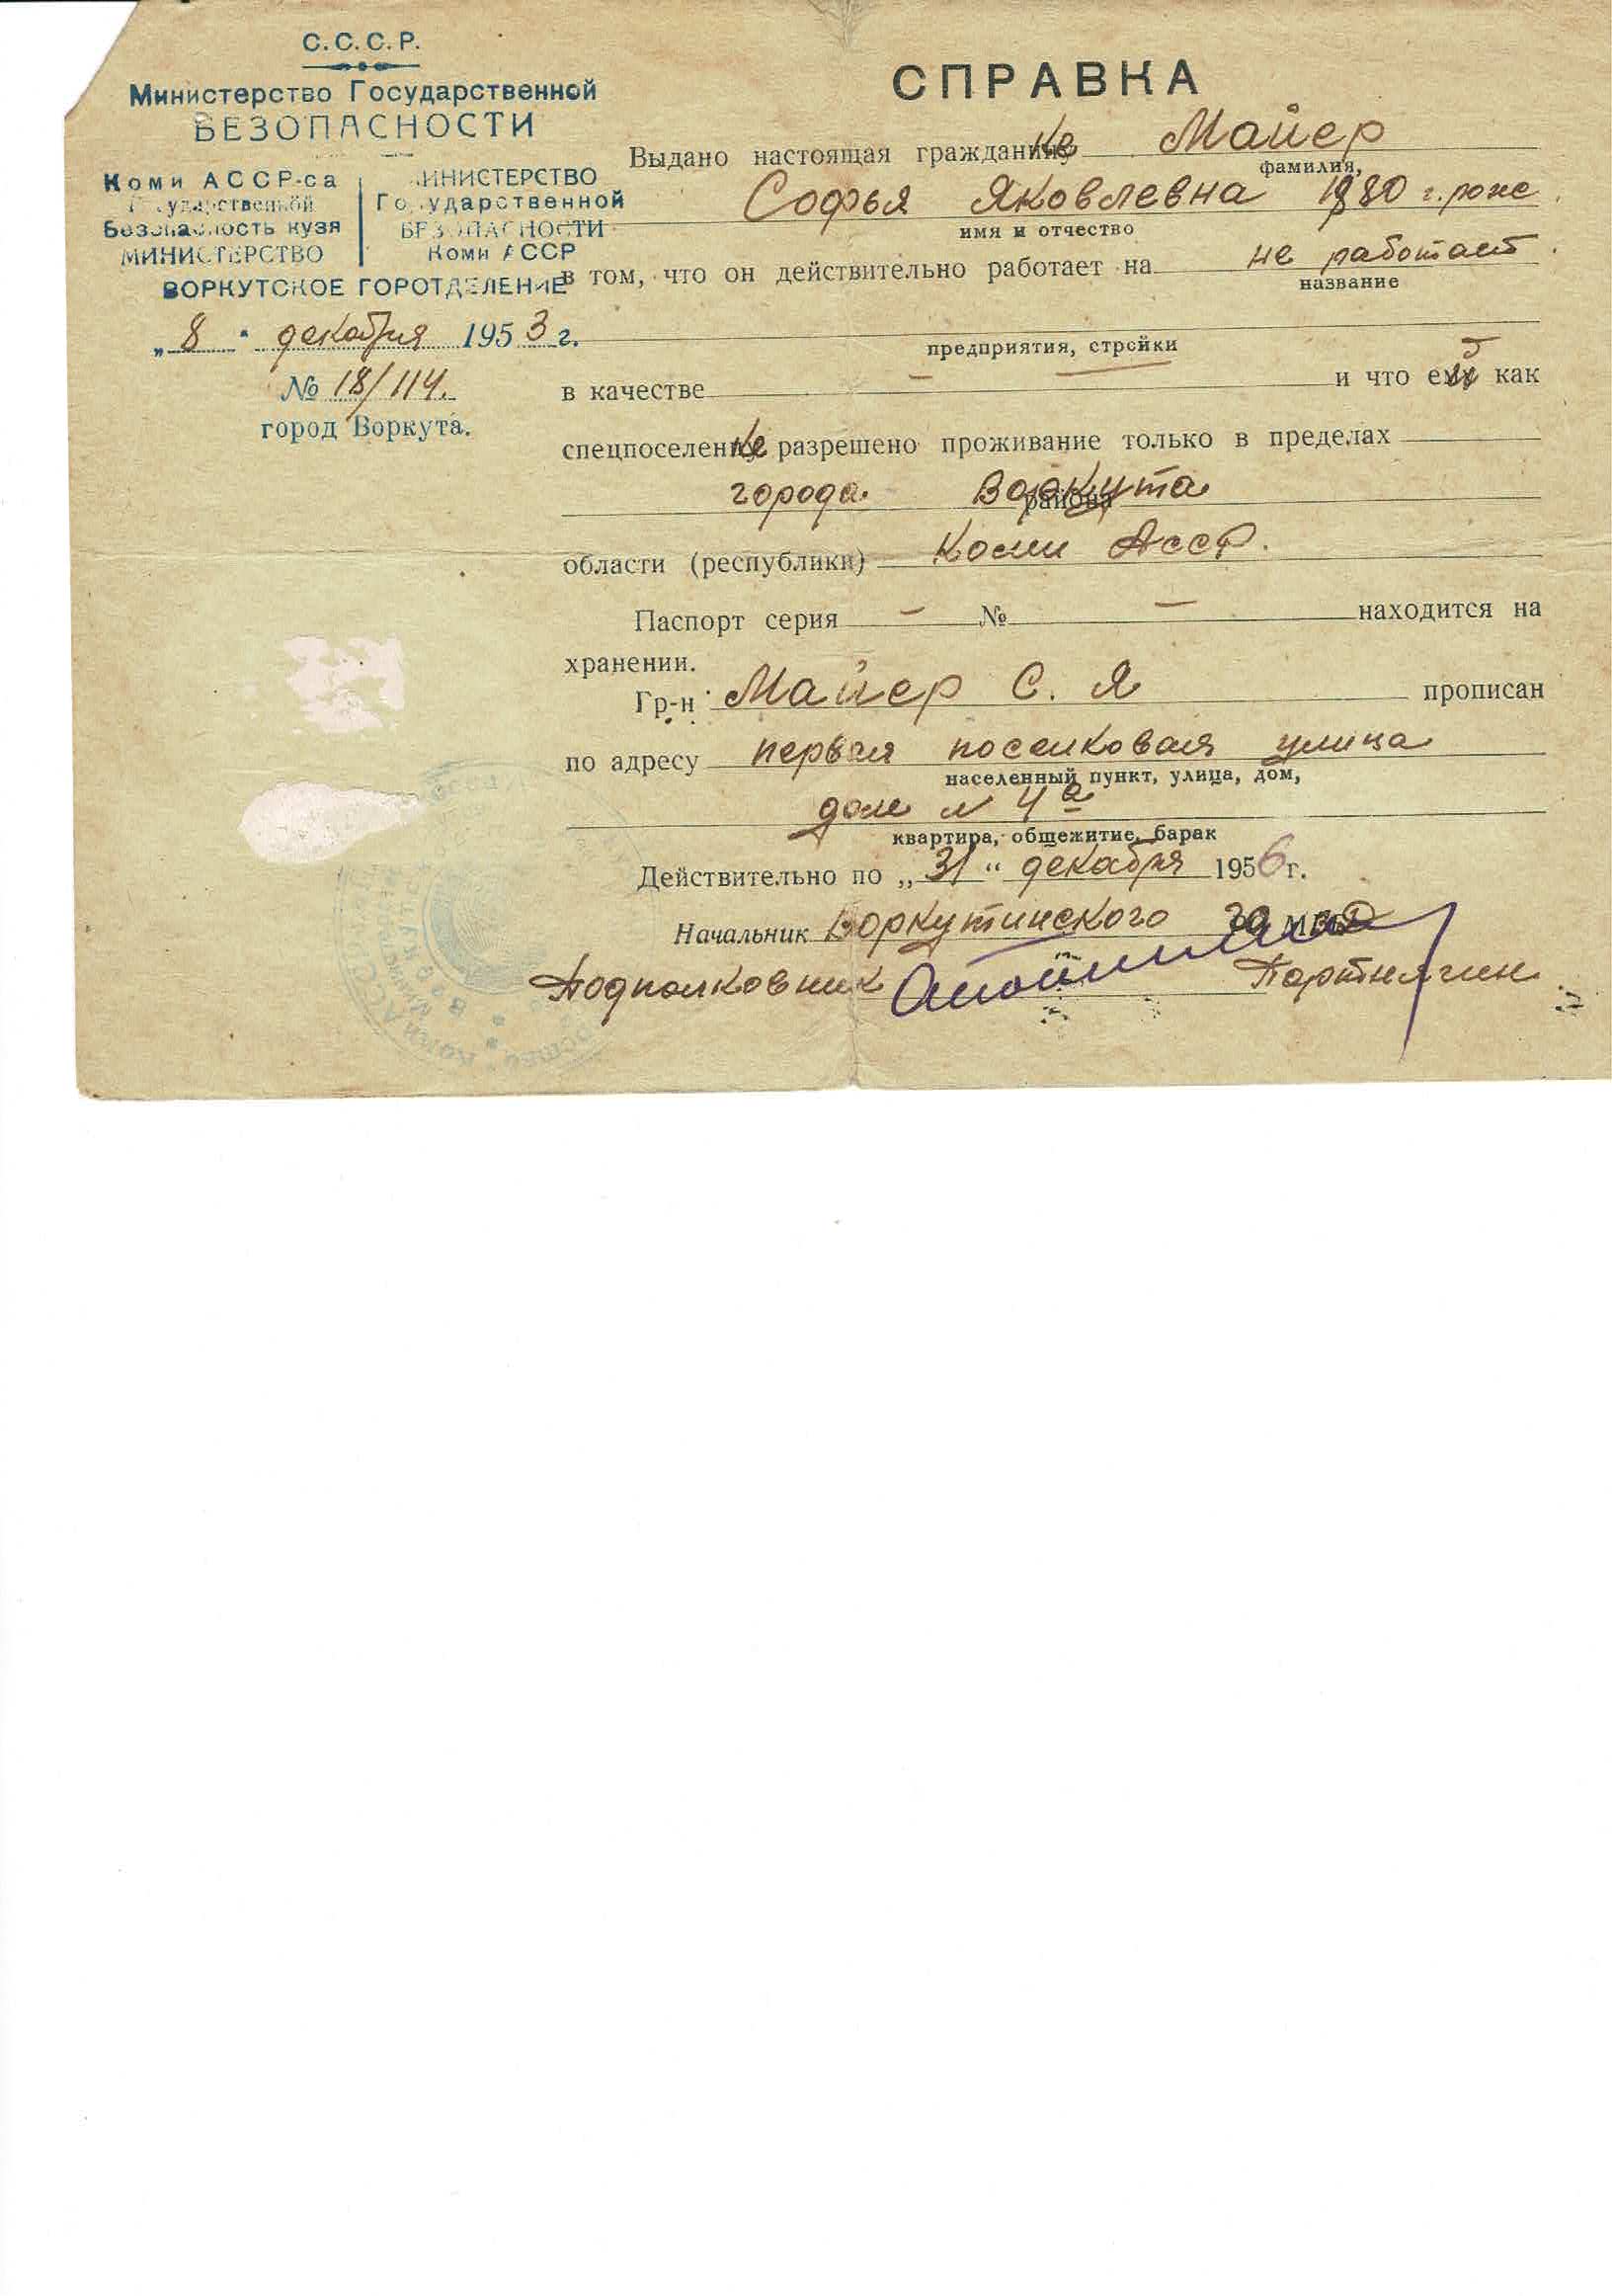 С.С.С.Р.
Министерство Государственной
БЕЗОПАСНОСТИ
Коми АССР-са
Государственной
Безопасность кузя
МИНИСТЕРСТВО
МИНИСТЕРСТВО
Государственной
БЕЗОПАСНОСТИ
Коми АССР
ВОРКУТСКОЕ ГОРОТДЕЛЕНИЕ
„8" декабря 1953 г.
№ 18/114.
город Воркута.
СПРАВКА
Выдано настоящая гражданке Майер
фамилия,
Софья Яковлевна 1880 г. рожд.
имя и отчество
в том, что он действительно работает на не работает.
название
предприятия, стройки
в качестве — — и что ей как
спецпоселенке разрешено проживание только в пределах
города Воркута
района
области (республики) Коми Асср.
Паспорт серия — № — находится на
хранении.
Гр-н Майер С. Я прописан
по адресу первая поселковая улица
населенный пункт, улица, дом,
дом № 4а
квартира, общежитие, барак
Действительно по „31" декабря 1956 г.
Начальник Воркутинского ГО МВД
Подполковник Портнягин